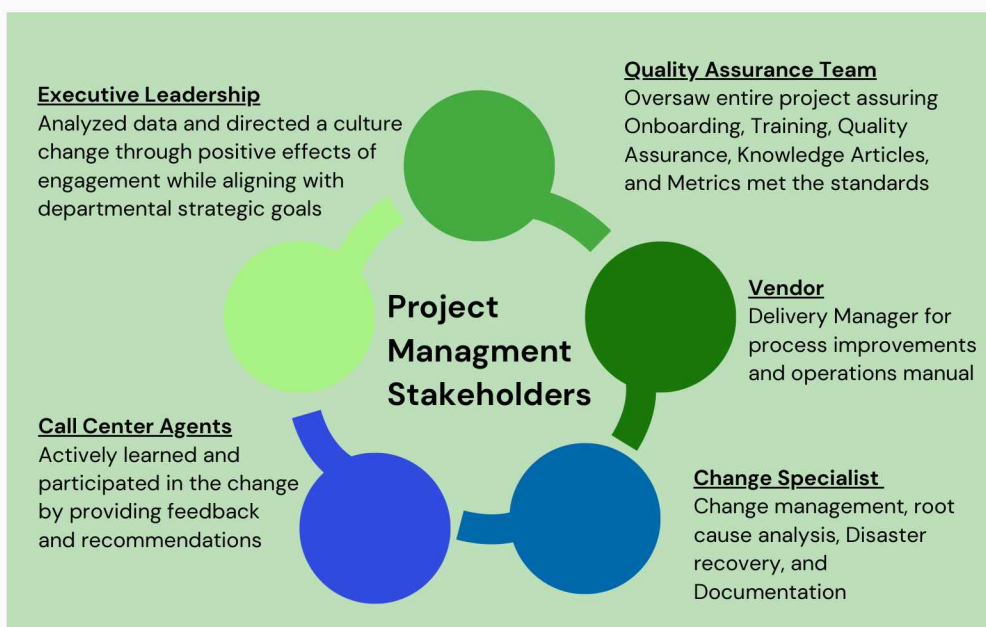 Executive Leadership
Analyzed data and directed a culture
change through positive effects of
engagement while aligning with
departmental strategic goals
Quality Assurance Team
Oversaw entire project assuring
Onboarding, Training, Quality
Assurance, Knowledge Articles,
and Metrics met the standards
Project
Managment
Stakeholders
Vendor
Delivery Manager for
process improvements
and operations manual
Call Center Agents
Actively learned and
participated in the change
by providing feedback
and recommendations
Change Specialist
Change management, root
cause analysis, Disaster
recovery, and
Documentation